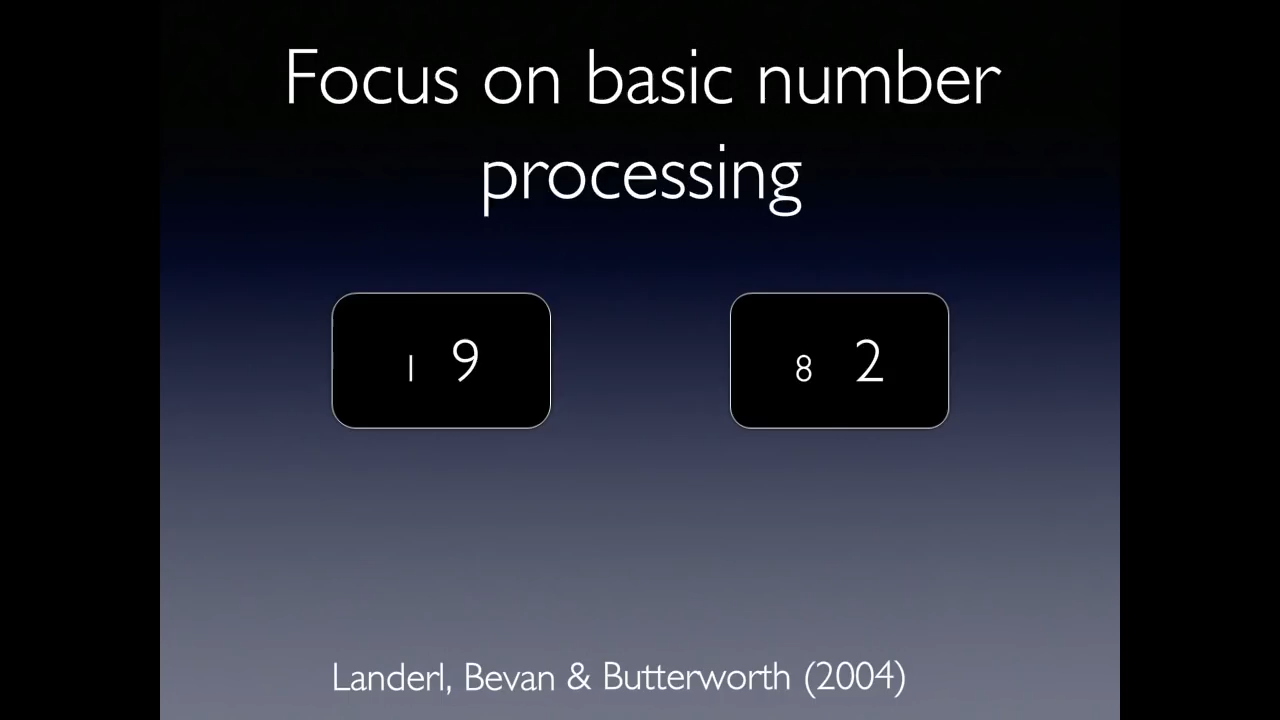 Focus on basic number
processing
1 9
8 2
Landerl, Bevan & Butterworth (2004)